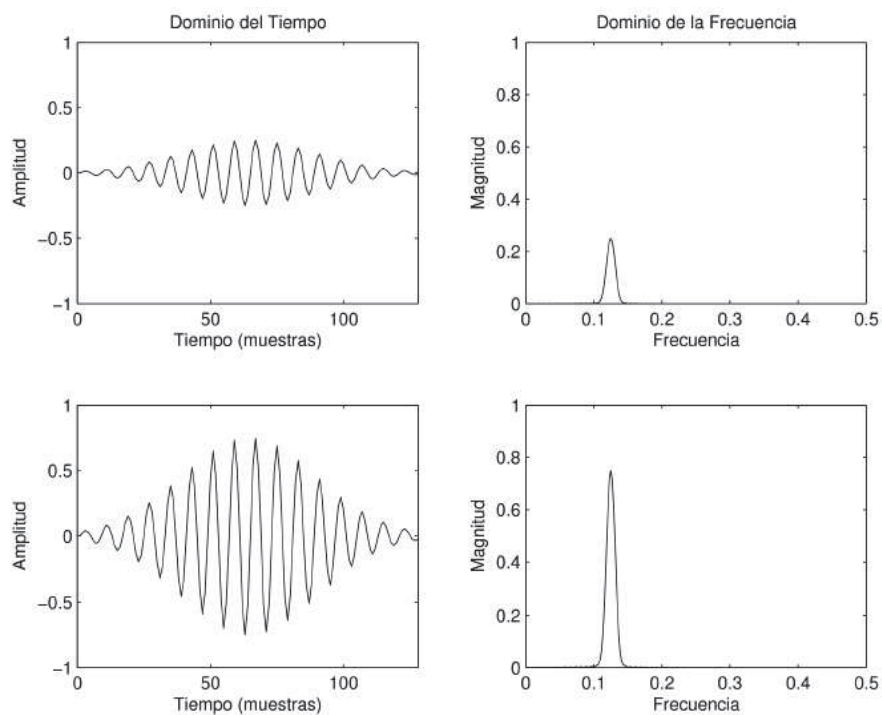 Dominio del Tiempo
1
0.5
0
−0.5
−1
Amplitud
0 50 100
Tiempo (muestras)
Dominio de la Frecuencia
1
0.8
0.6
0.4
0.2
0
Magnitud
0 0.1 0.2 0.3 0.4 0.5
Frecuencia
1
0.5
0
−0.5
−1
Amplitud
0 50 100
Tiempo (muestras)
1
0.8
0.6
0.4
0.2
0
Magnitud
0 0.1 0.2 0.3 0.4 0.5
Frecuencia